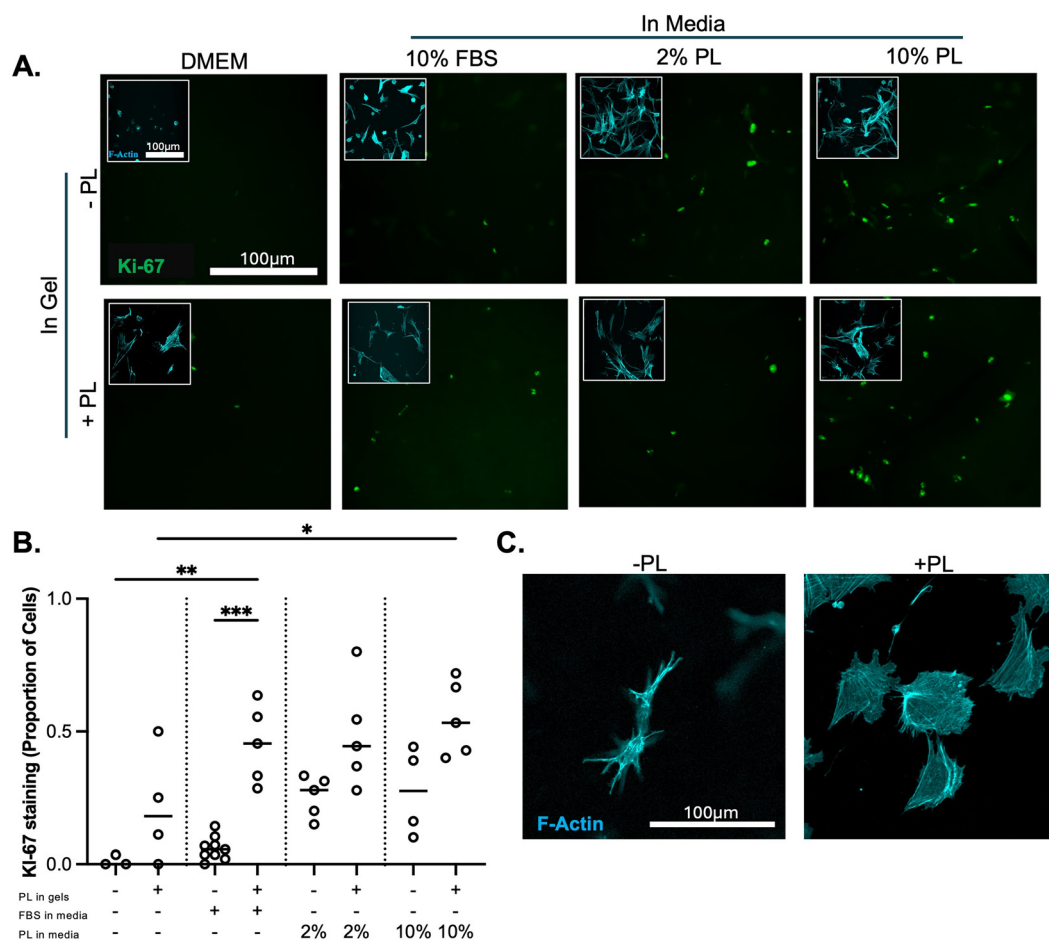 In Media
A.
DMEM
10% FBS
2% PL
10% PL
In Gel
- PL
+ PL
F-Actin
100µm
Ki-67
100µm
B.
*
**
***
KI-67 staining (Proportion of Cells)
1.0
0.5
0.0
PL in gels - + - + - + - +
FBS in media - - + + - - - -
PL in media - - - - 2% 2% 10% 10%
C.
-PL
+PL
F-Actin
100µm